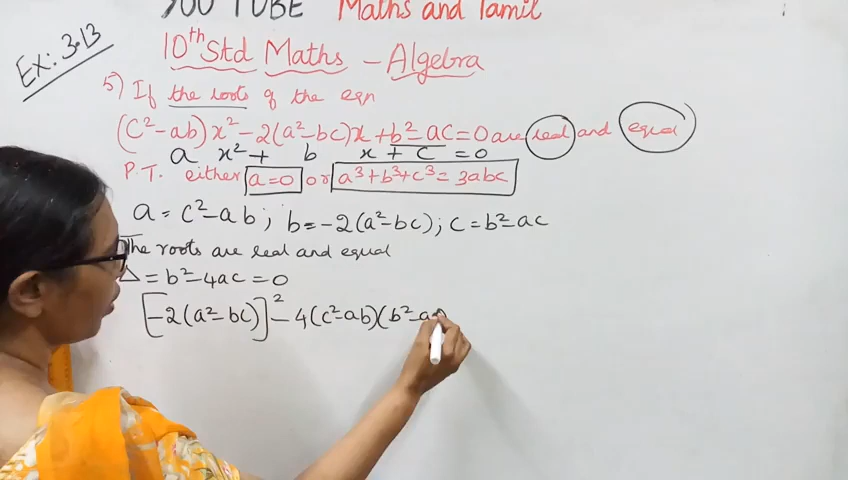 YOU TUBE Maths and Tamil
Ex: 3.13
10th Std Maths - Algebra
5) If the roots of the eqn
(c²-ab)x² - 2(a²-bc)x + b²-ac = 0 are real and equal
a x² + b x + c = 0
P.T. either a=0 or a³+b³+c³ = 3abc
a = c²-ab ; b = -2(a²-bc) ; c = b²-ac
The roots are real and equal
Δ = b²-4ac = 0
[-2(a²-bc)]² - 4(c²-ab)(b²-a